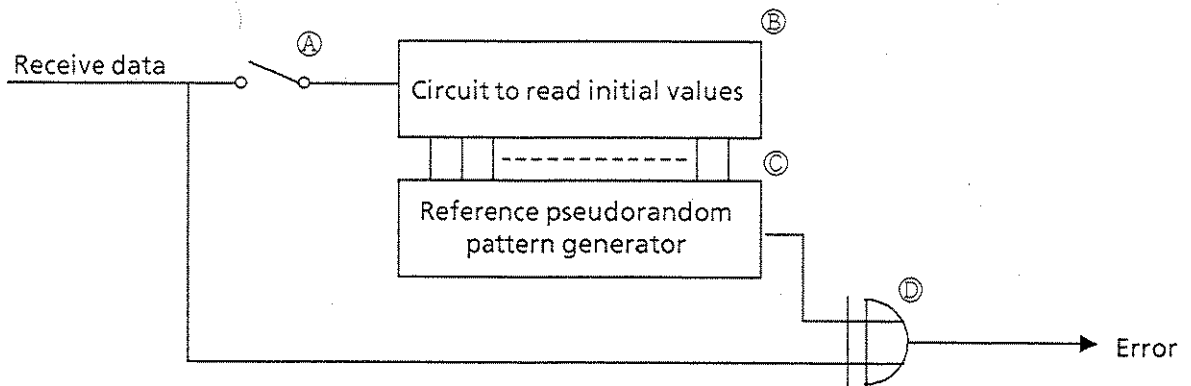 Ⓑ
Ⓐ
Receive data
Circuit to read initial values
Ⓒ
Reference pseudorandom
pattern generator
Ⓓ
Error